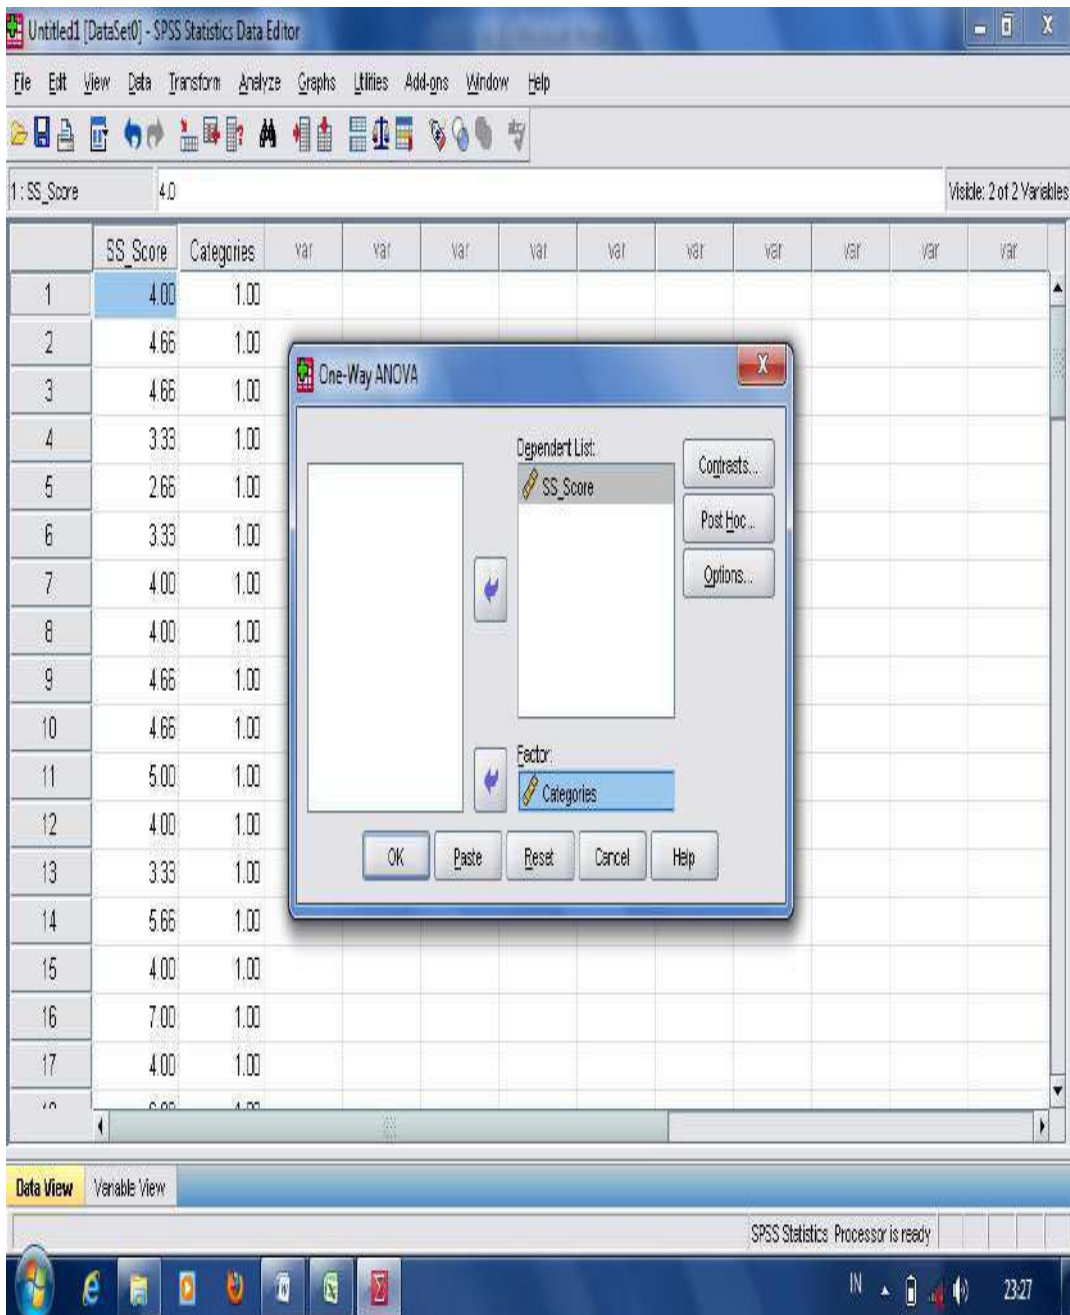 Untitled1 [DataSet0] - SPSS Statistics Data Editor
X
File Edit View Data Transform Analyze Graphs Utilities Add-ons Window Help
1 : SS_Score 4.0 Visible: 2 of 2 Variables
SS_Score Categories var var var var var var var var var var
1 4.00 1.00
2 4.66 1.00
3 4.66 1.00
4 3.33 1.00
5 2.66 1.00
6 3.33 1.00
7 4.00 1.00
8 4.00 1.00
9 4.66 1.00
10 4.66 1.00
11 5.00 1.00
12 4.00 1.00
13 3.33 1.00
14 5.66 1.00
15 4.00 1.00
16 7.00 1.00
17 4.00 1.00
One-Way ANOVA
X
Dependent List:
SS_Score
Contrasts...
Post Hoc...
Options...
Factor:
Categories
OK Paste Reset Cancel Help
Data View Variable View
SPSS Statistics Processor is ready
IN 23:27